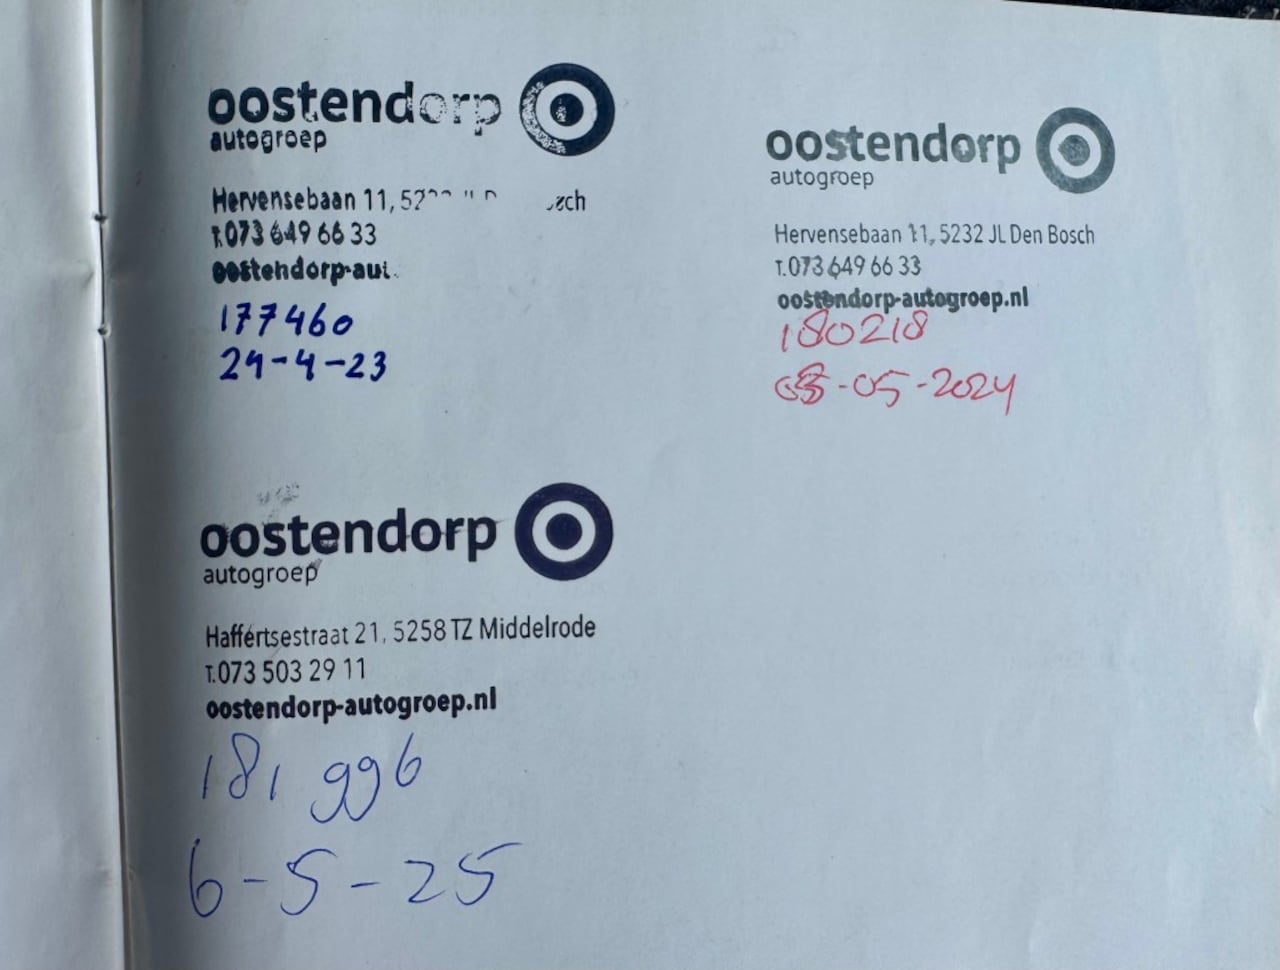 oostendorp
autogroep
Hervensebaan 11,
T.073 649 66 33
oostendorp-aut
177460
24-4-23
oostendorp
autogroep
Hervensebaan 11, 5232 JL Den Bosch
T.073 649 66 33
oostendorp-autogroep.nl
180218
-05-2024
oostendorp
autogroep
Haffertsestraat 21, 5258 TZ Middelrode
T.073 503 29 11
oostendorp-autogroep.nl
181 996
6-5-25